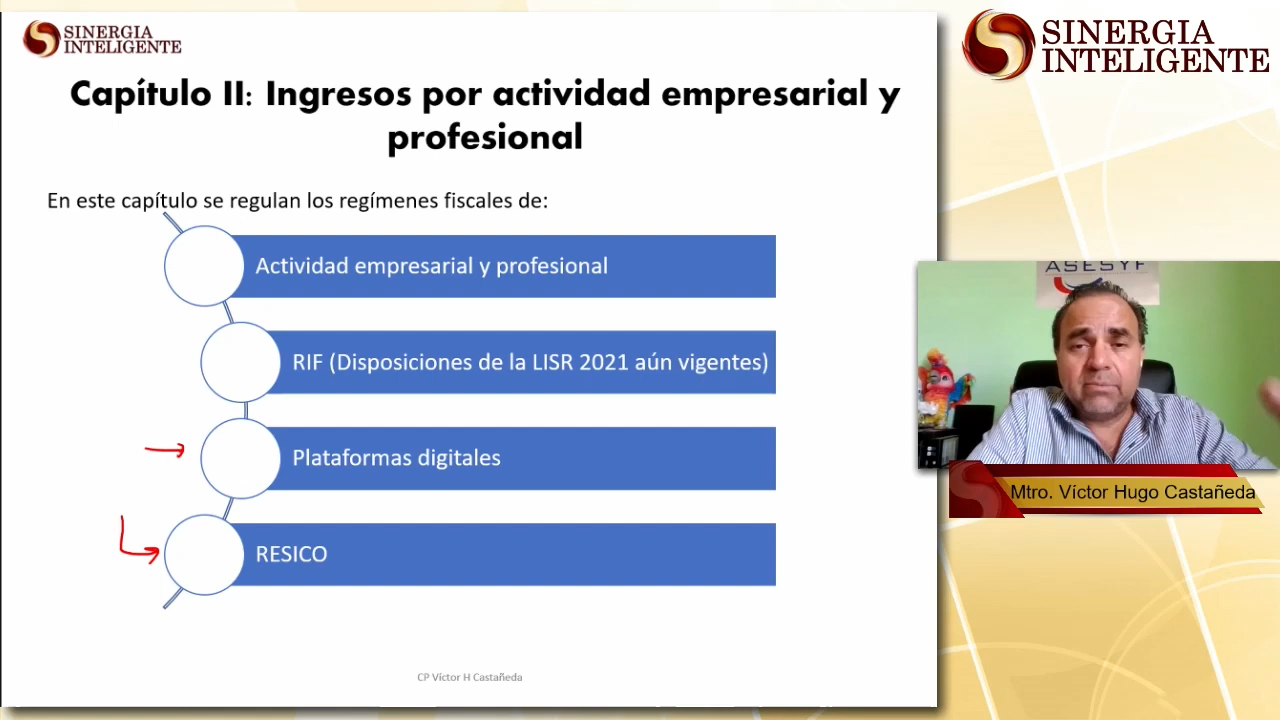 SINERGIA
INTELIGENTE
Capítulo II: Ingresos por actividad empresarial y
profesional
En este capítulo se regulan los regímenes fiscales de:
Actividad empresarial y profesional
RIF (Disposiciones de la LISR 2021 aún vigentes)
Plataformas digitales
RESICO
CP Víctor H Castañeda
SINERGIA
INTELIGENTE
ASESYF
Mtro. Víctor Hugo Castañeda